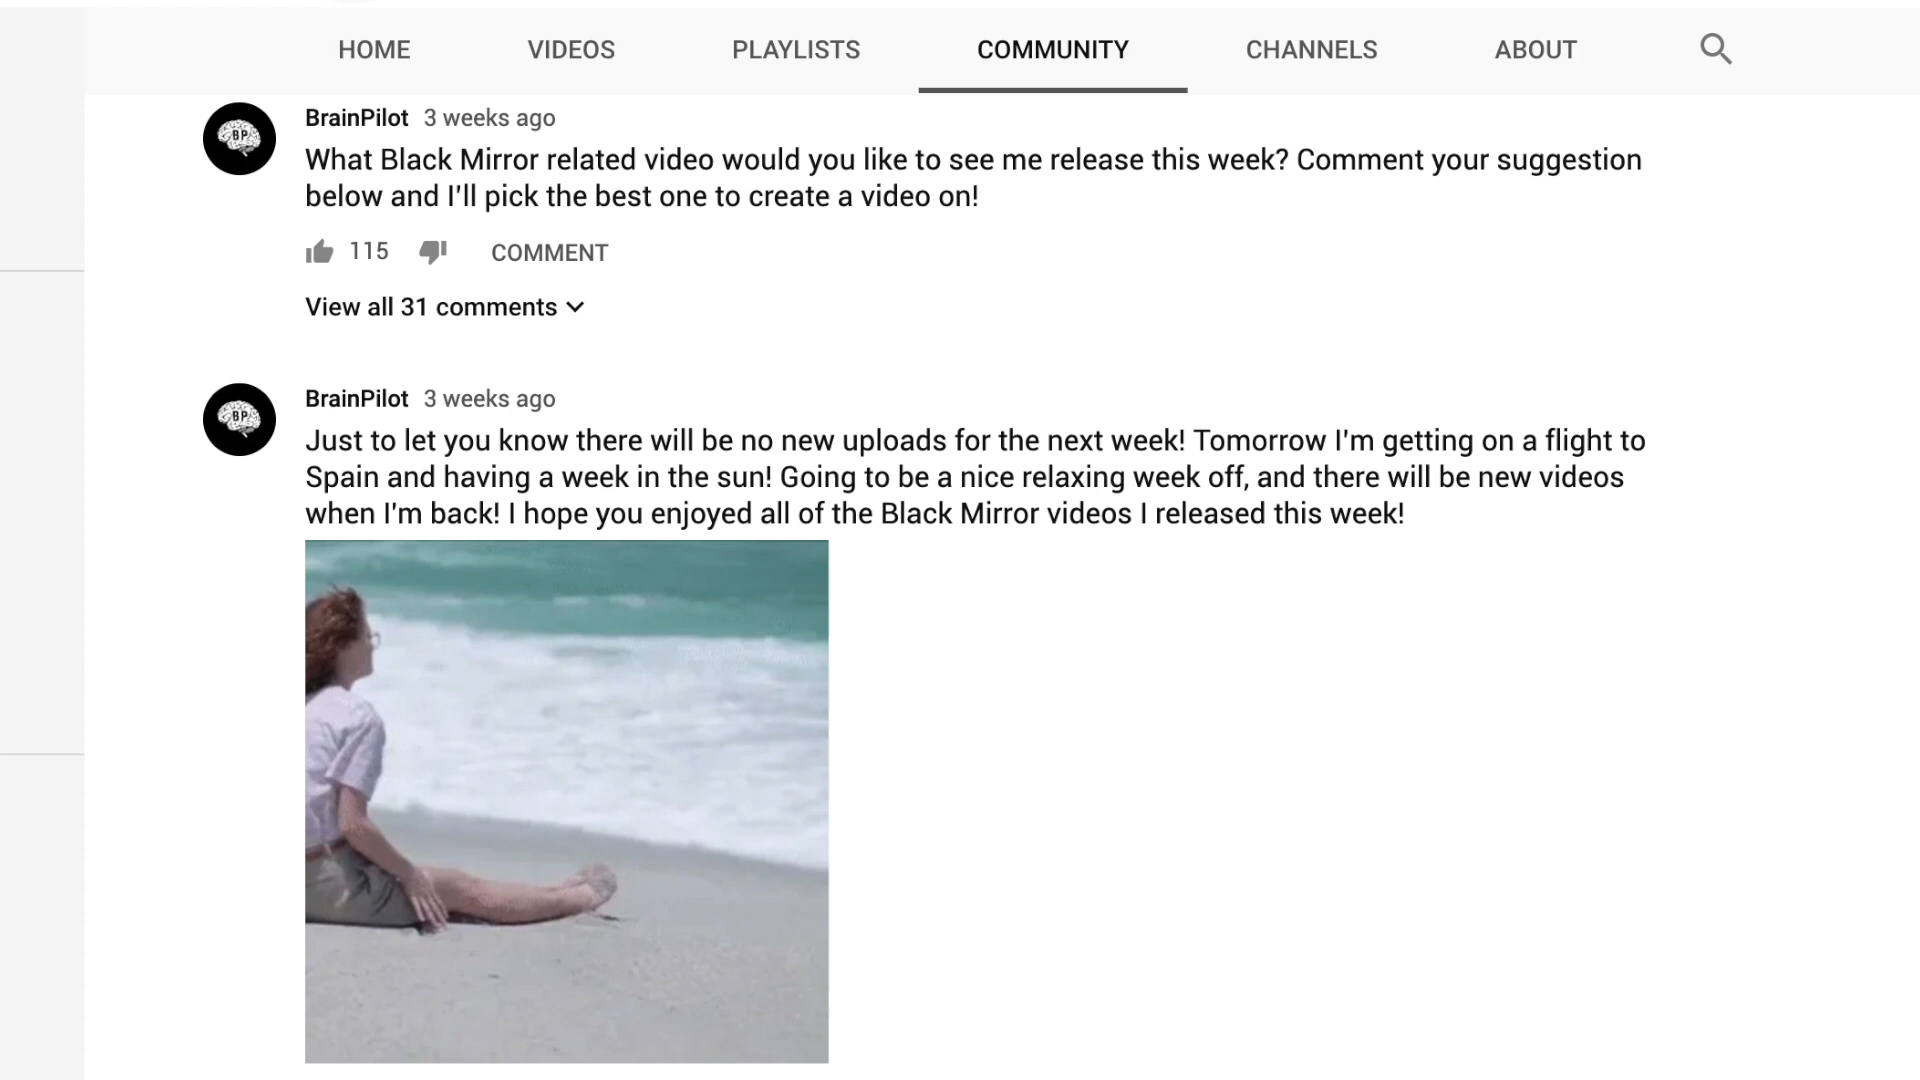 HOME VIDEOS PLAYLISTS COMMUNITY CHANNELS ABOUT
BP
BrainPilot 3 weeks ago
What Black Mirror related video would you like to see me release this week? Comment your suggestion
below and I'll pick the best one to create a video on!
115 COMMENT
View all 31 comments
BP
BrainPilot 3 weeks ago
Just to let you know there will be no new uploads for the next week! Tomorrow I'm getting on a flight to
Spain and having a week in the sun! Going to be a nice relaxing week off, and there will be new videos
when I'm back! I hope you enjoyed all of the Black Mirror videos I released this week!